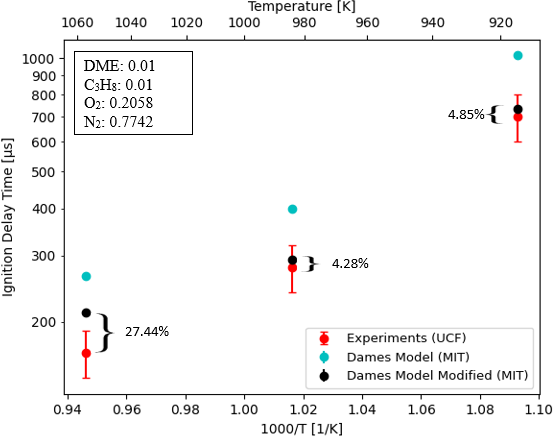 Temperature [K]
1060 1040 1020 1000 980 960 940 920
DME: 0.01
C₃H₈: 0.01
O₂: 0.2058
N₂: 0.7742
1000
900
800
700
600
500
400
300
200
Ignition Delay Time [µs]
4.85%
4.28%
27.44%
Experiments (UCF)
Dames Model (MIT)
Dames Model Modified (MIT)
0.94 0.96 0.98 1.00 1.02 1.04 1.06 1.08 1.10
1000/T [1/K]